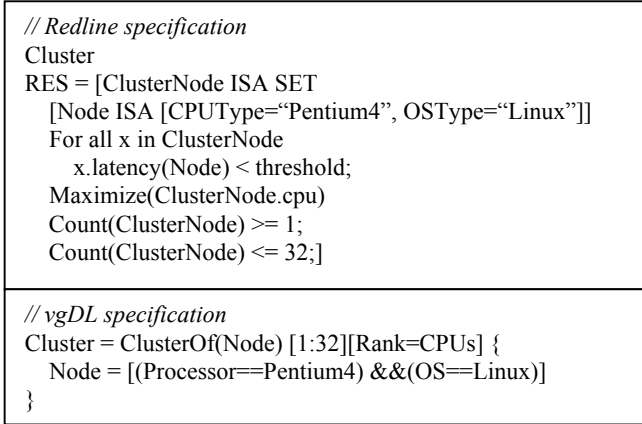 // Redline specification
Cluster
RES = [ClusterNode ISA SET
[Node ISA [CPUType=“Pentium4”, OSType=“Linux”]]
For all x in ClusterNode
x.latency(Node) < threshold;
Maximize(ClusterNode.cpu)
Count(ClusterNode) >= 1;
Count(ClusterNode) <= 32;]
// vgDL specification
Cluster = ClusterOf(Node) [1:32][Rank=CPUs] {
Node = [(Processor==Pentium4) &&(OS==Linux)]
}